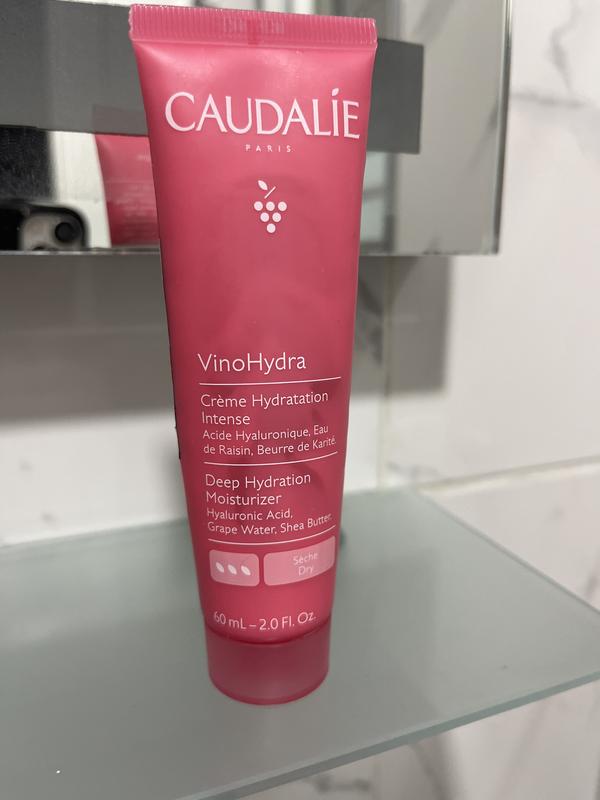 CAUDALÍE
PARIS
VinoHydra
Crème Hydratation
Intense
Acide Hyaluronique, Eau
de Raisin, Beurre de Karité.
Deep Hydration
Moisturizer
Hyaluronic Acid,
Grape Water, Shea Butter.
Sèche
Dry
60 mL – 2.0 Fl. Oz.